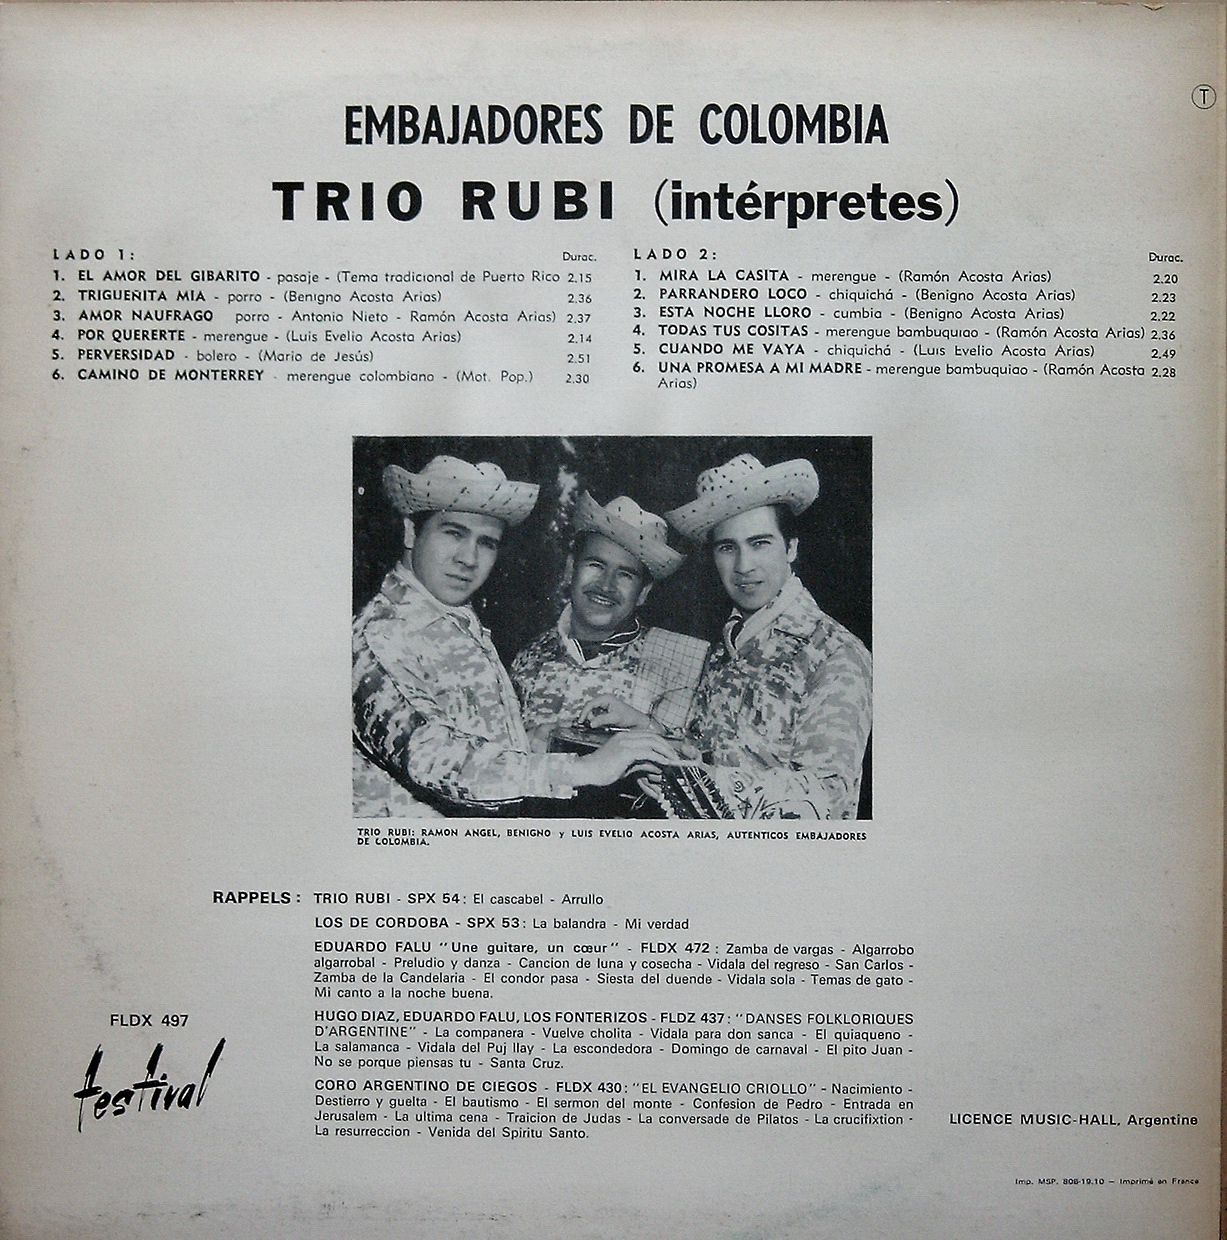 T
EMBAJADORES DE COLOMBIA
TRIO RUBI (intérpretes)
LADO 1:
Durac.
1. EL AMOR DEL GIBARITO - pasaje - (Tema tradicional de Puerto Rico 2,15
2. TRIGUEÑITA MIA - porro - (Benigno Acosta Arias) 2,36
3. AMOR NAUFRAGO porro - Antonio Nieto - Ramón Acosta Arias) 2,37
4. POR QUERERTE - merengue - (Luis Evelio Acosta Arias) 2,14
5. PERVERSIDAD - bolero - (Mario de Jesús) 2,51
6. CAMINO DE MONTERREY - merengue colombiano - (Mot. Pop.) 2,30
LADO 2:
Durac.
1. MIRA LA CASITA - merengue - (Ramón Acosta Arias) 2,20
2. PARRANDERO LOCO - chiquichá - (Benigno Acosta Arias) 2,23
3. ESTA NOCHE LLORO - cumbia - (Benigno Acosta Arias) 2,22
4. TODAS TUS COSITAS - merengue bambuquiao - (Ramón Acosta Arias) 2,36
5. CUANDO ME VAYA - chiquichá - (Luis Evelio Acosta Arias) 2,49
6. UNA PROMESA A MI MADRE - merengue bambuquiao - (Ramón Acosta 2,28
Arias)
TRIO RUBI: RAMON ANGEL, BENIGNO y LUIS EVELIO ACOSTA ARIAS, AUTENTICOS EMBAJADORES
DE COLOMBIA.
RAPPELS : TRIO RUBI - SPX 54 : El cascabel - Arrullo
LOS DE CORDOBA - SPX 53 : La balandra - Mi verdad
EDUARDO FALU "Une guitare, un cœur" - FLDX 472 : Zamba de vargas - Algarrobo
algarrobal - Preludio y danza - Cancion de luna y cosecha - Vidala del regreso - San Carlos -
Zamba de la Candelaria - El condor pasa - Siesta del duende - Vidala sola - Temas de gato -
Mi canto a la noche buena.
HUGO DIAZ, EDUARDO FALU, LOS FONTERIZOS - FLDZ 437 : "DANSES FOLKLORIQUES
D'ARGENTINE" - La companera - Vuelve cholita - Vidala para don sanca - El quiaqueno -
La salamanca - Vidala del Puj llay - La escondedora - Domingo de carnaval - El pito Juan -
No se porque piensas tu - Santa Cruz.
CORO ARGENTINO DE CIEGOS - FLDX 430 : "EL EVANGELIO CRIOLLO" - Nacimiento -
Destierro y guelta - El bautismo - El sermon del monte - Confesion de Pedro - Entrada en
Jerusalem - La ultima cena - Traicion de Judas - La conversade de Pilatos - La crucifixtion -
La resurreccion - Venida del Spiritu Santo.
FLDX 497
festival
LICENCE MUSIC-HALL, Argentine
Imp. MSP. 808-19.10 — Imprimé en France